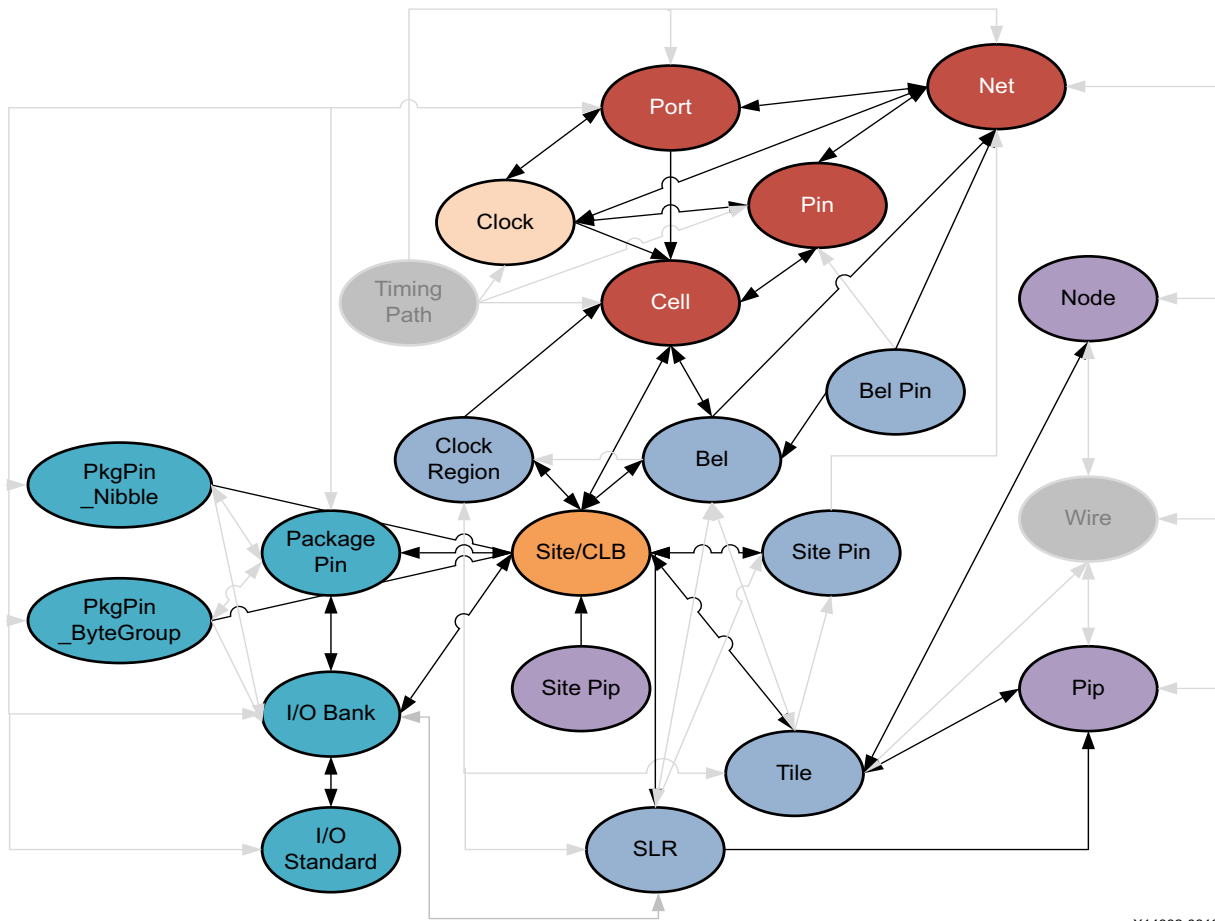 Net
Port
Pin
Clock
Timing
Path
Cell
Node
Bel Pin
Clock
Region
Bel
PkgPin
_Nibble
Wire
Package
Pin
Site/CLB
Site Pin
PkgPin
_ByteGroup
Site Pip
Pip
I/O Bank
Tile
I/O
Standard
SLR